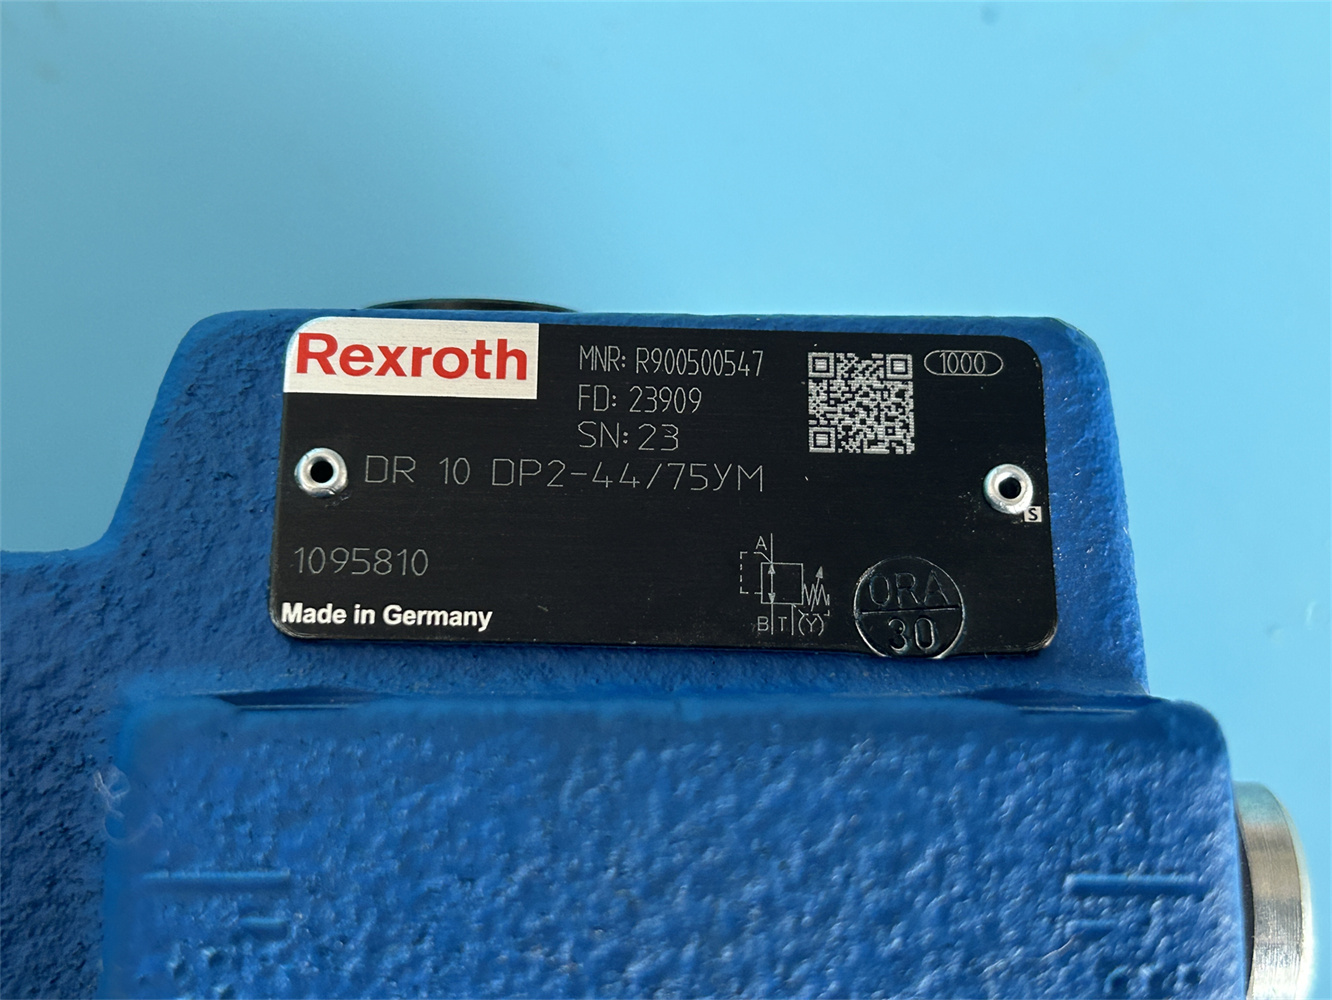 Rexroth
MNR: R900500547
1000
FD: 23909
SN: 23
DR 10 DP2-44/75YM
S
1095810
A
B T (Y)
ORA
30
Made in Germany